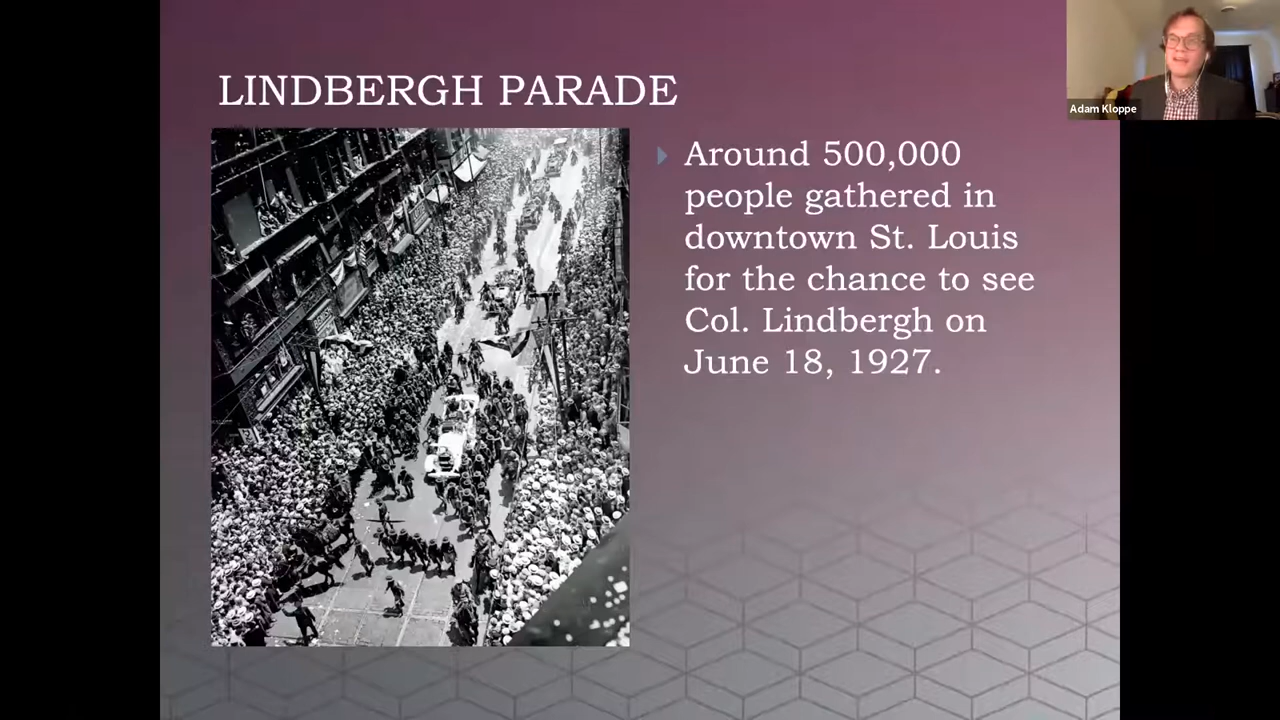 LINDBERGH PARADE
Adam Kloppe
Around 500,000
people gathered in
downtown St. Louis
for the chance to see
Col. Lindbergh on
June 18, 1927.